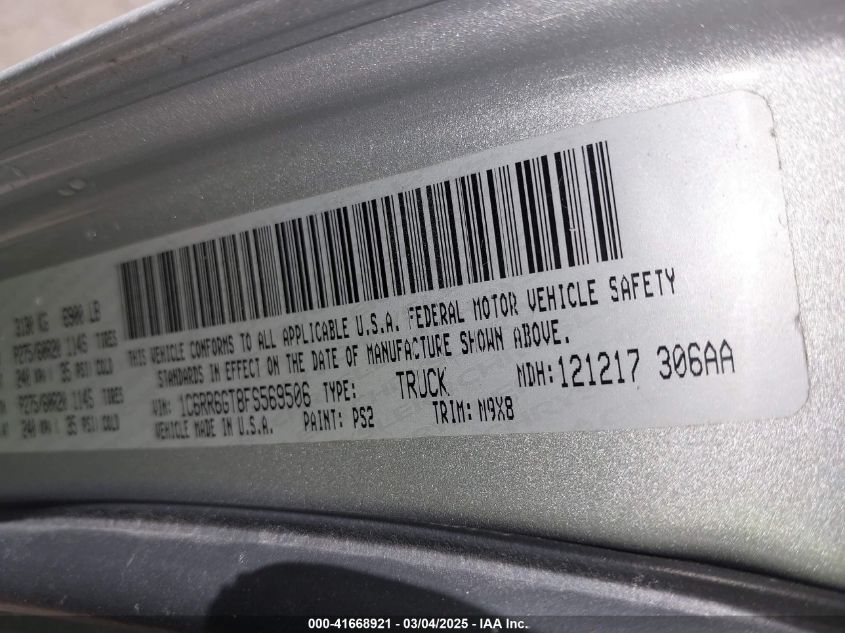 3130 KG 6900 LB
P275/60R20 114S TIRES
240 KPA / 35 PSI COLD
P275/60R20 114S TIRES
240 KPA / 35 PSI COLD
THIS VEHICLE CONFORMS TO ALL APPLICABLE U.S.A. FEDERAL MOTOR VEHICLE SAFETY
STANDARDS IN EFFECT ON THE DATE OF MANUFACTURE SHOWN ABOVE.
VIN: 1C6RR6GT8FS569506 TYPE: TRUCK MDH: 121217 306AA
VEHICLE MADE IN U.S.A. PAINT: PS2 TRIM: M9X8
000-41668921 - 03/04/2025 - IAA Inc.